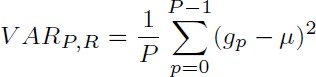 VAR_{P,R} = \frac{1}{P} \sum_{p=0}^{P-1} (g_p - \mu)^2